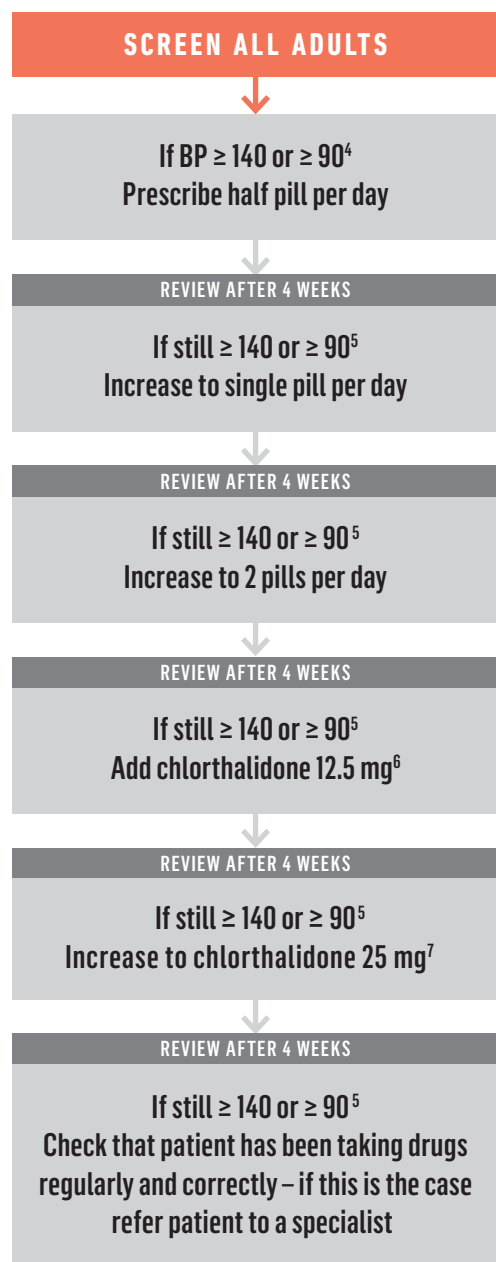 SCREEN ALL ADULTS
If BP ≥ 140 or ≥ 90⁴
Prescribe half pill per day
REVIEW AFTER 4 WEEKS
If still ≥ 140 or ≥ 90⁵
Increase to single pill per day
REVIEW AFTER 4 WEEKS
If still ≥ 140 or ≥ 90⁵
Increase to 2 pills per day
REVIEW AFTER 4 WEEKS
If still ≥ 140 or ≥ 90⁵
Add chlorthalidone 12.5 mg⁶
REVIEW AFTER 4 WEEKS
If still ≥ 140 or ≥ 90⁵
Increase to chlorthalidone 25 mg⁷
REVIEW AFTER 4 WEEKS
If still ≥ 140 or ≥ 90⁵
Check that patient has been taking drugs
regularly and correctly – if this is the case
refer patient to a specialist